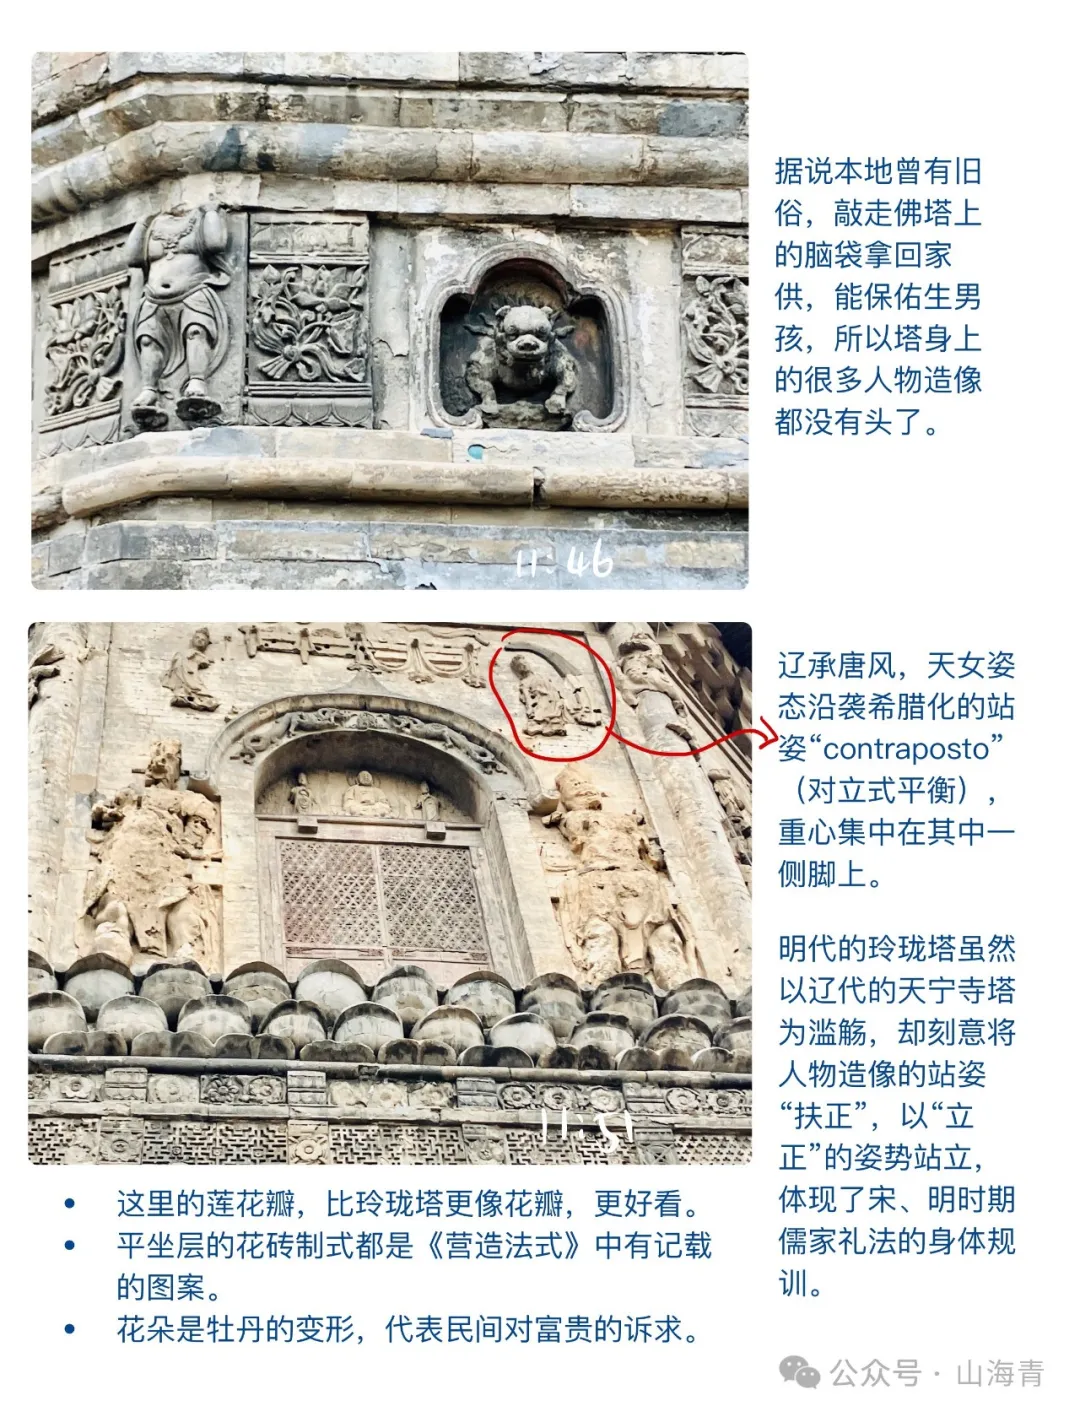 据说本地曾有旧
俗，敲走佛塔上
的脑袋拿回家
供，能保佑生男
孩，所以塔身上
的很多人物造像
都没有头了。
11.46
辽承唐风，天女姿
态沿袭希腊化的站
姿“contraposto”
（对立式平衡），
重心集中在其中一
侧脚上。
明代的玲珑塔虽然
以辽代的天宁寺塔
为滥觞，却刻意将
人物造像的站姿
“扶正”，以“立
正”的姿势站立，
体现了宋、明时期
儒家礼法的身体规
训。
11:51
• 这里的莲花瓣，比玲珑塔更像花瓣，更好看。
• 平坐层的花砖制式都是《营造法式》中有记载
的图案。
• 花朵是牡丹的变形，代表民间对富贵的诉求。
公众号 · 山海青